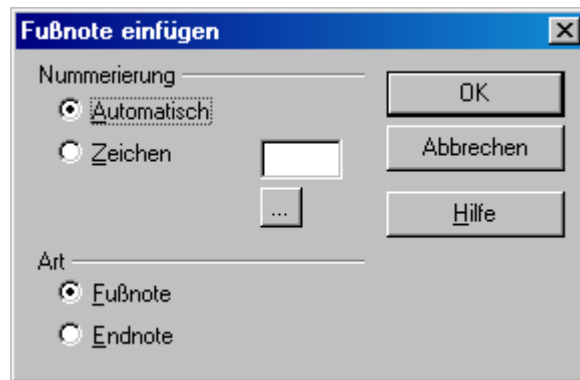 Fußnote einfügen
Nummerierung
Automatisch
Zeichen
...
Art
Fußnote
Endnote
OK
Abbrechen
Hilfe